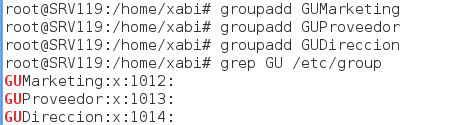 root@SRV119:/home/xabi# groupadd GUMarketing
root@SRV119:/home/xabi# groupadd GUProveedor
root@SRV119:/home/xabi# groupadd GUDireccion
root@SRV119:/home/xabi# grep GU /etc/group
GUMarketing:x:1012:
GUProveedor:x:1013:
GUDireccion:x:1014: